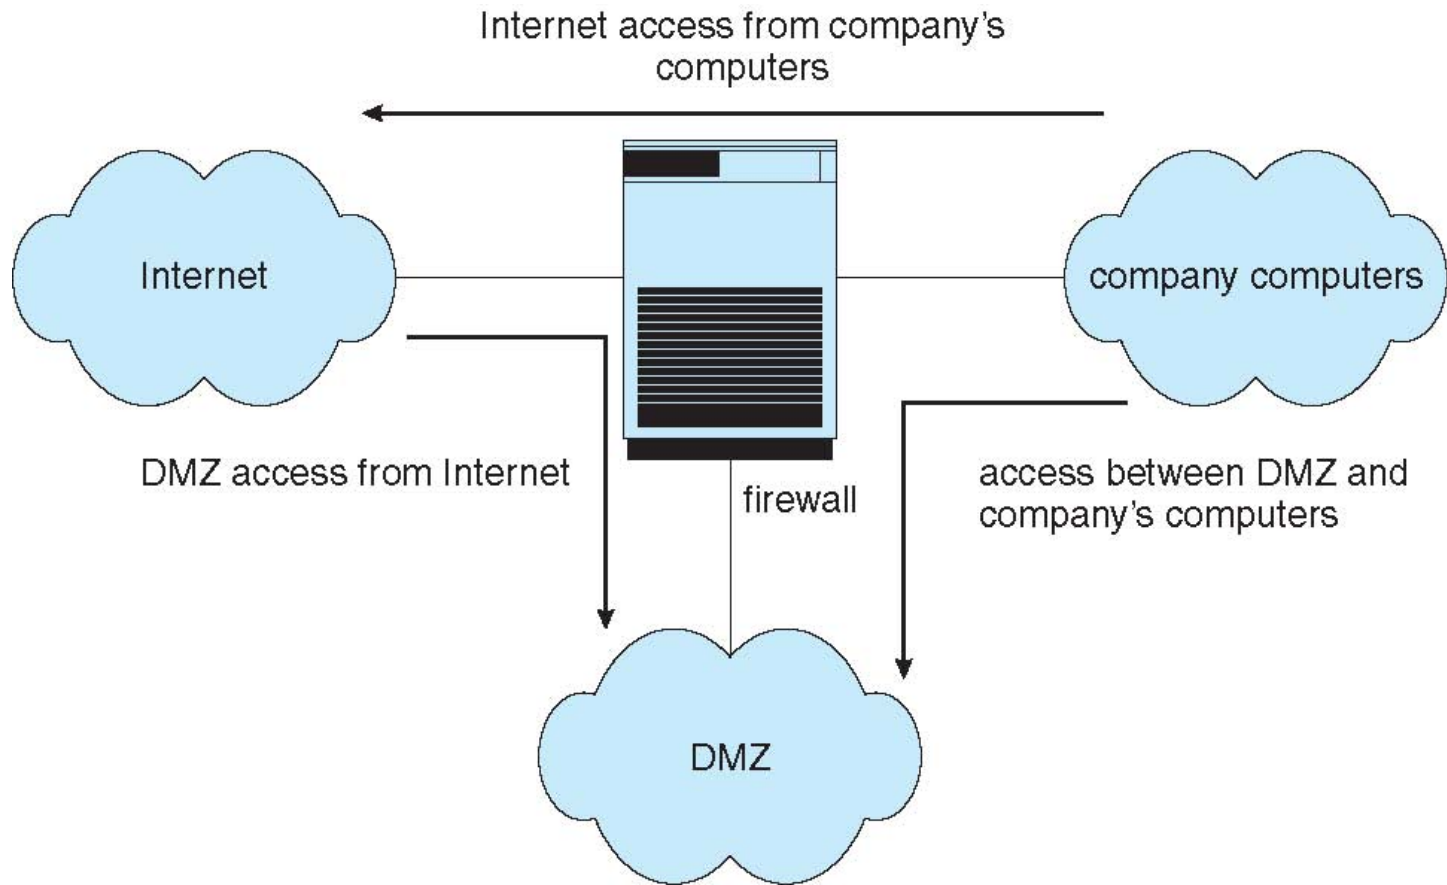 Internet access from company’s
computers
Internet
company computers
DMZ access from Internet
firewall
access between DMZ and
company’s computers
DMZ